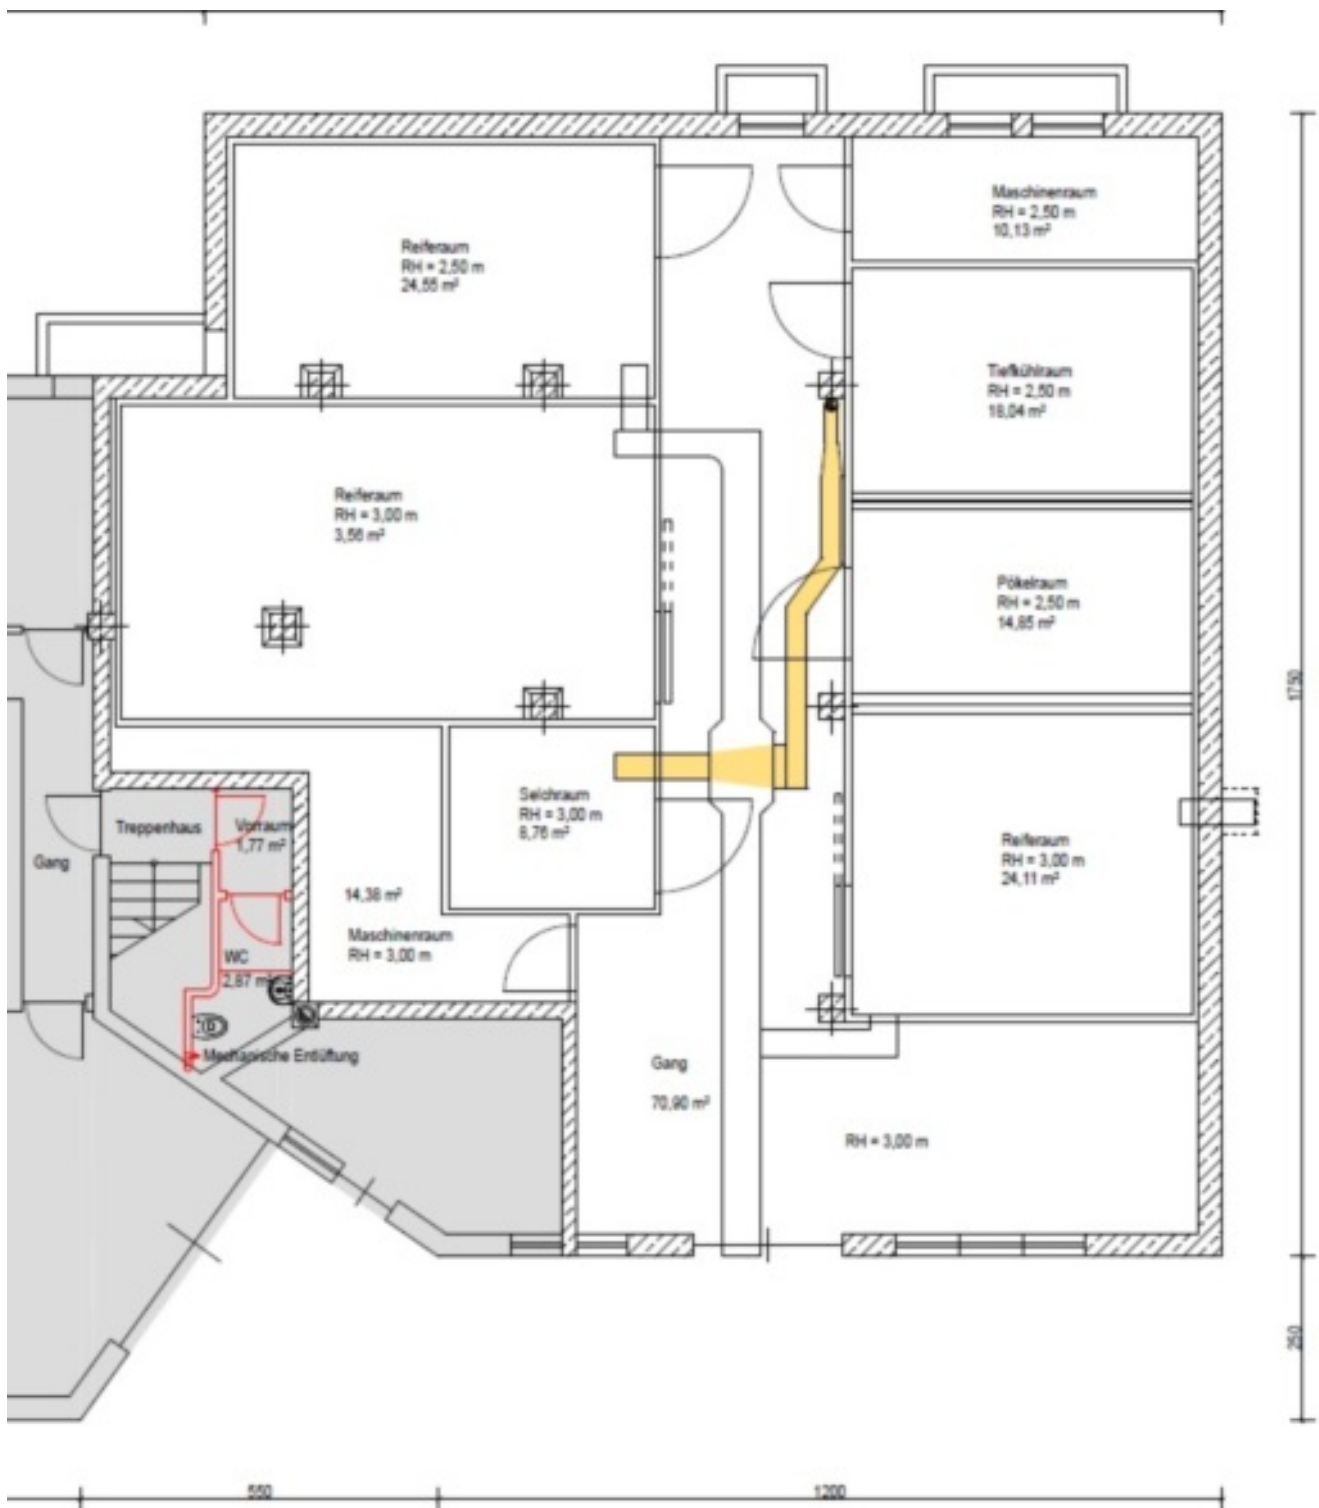 Maschinenraum
RH = 2,50 m
10,13 m²
Reiferaum
RH = 2,50 m
24,55 m²
Tiefkühlraum
RH = 2,50 m
18,04 m²
Reiferaum
RH = 3,00 m
3,56 m²
Pökelraum
RH = 2,50 m
14,85 m²
1750
Selchraum
RH = 3,00 m
8,76 m²
Treppenhaus
Vorraum
1,77 m²
Gang
Reiferaum
RH = 3,00 m
24,11 m²
14,38 m²
Maschinenraum
RH = 3,00 m
WC
2,87 m²
Mechanische Entlüftung
Gang
70,90 m²
RH = 3,00 m
250
550
1200